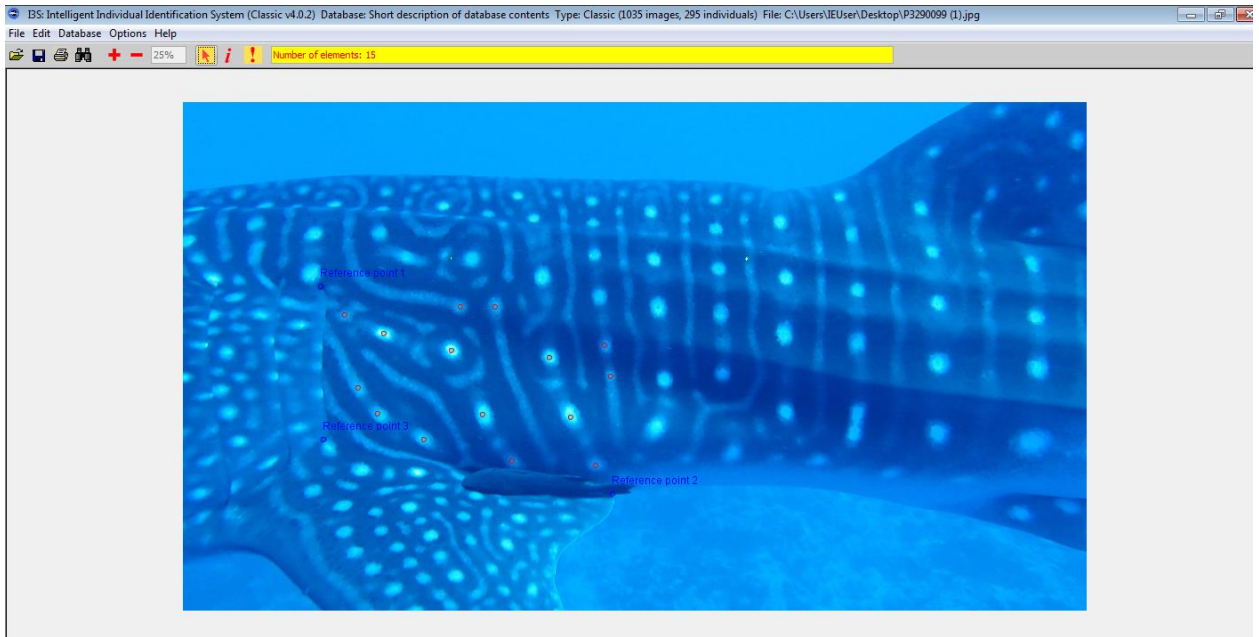 I3S: Intelligent Individual Identification System (Classic v4.0.2)  Database: Short description of database contents  Type: Classic (1035 images, 295 individuals)  File: C:\Users\IEUser\Desktop\P3290099 (1).jpg
File Edit Database Options Help
25%
Number of elements: 15
Reference point 1
Reference point 3
Reference point 2